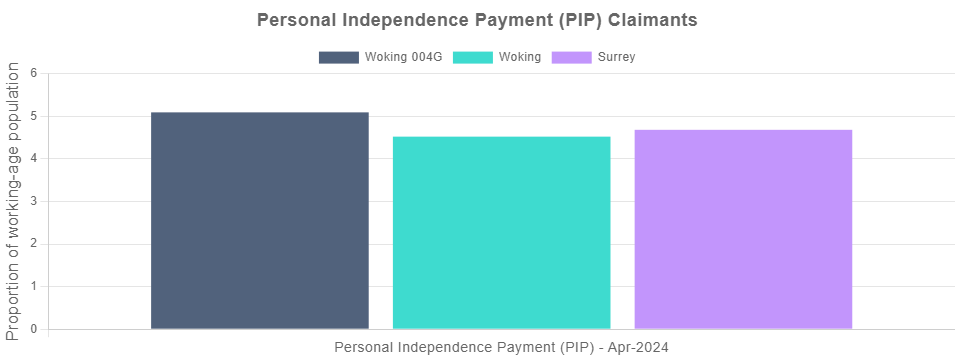 Personal Independence Payment (PIP) Claimants
Woking 004G Woking Surrey
Proportion of working-age population
6
5
4
3
2
1
0
Personal Independence Payment (PIP) - Apr-2024